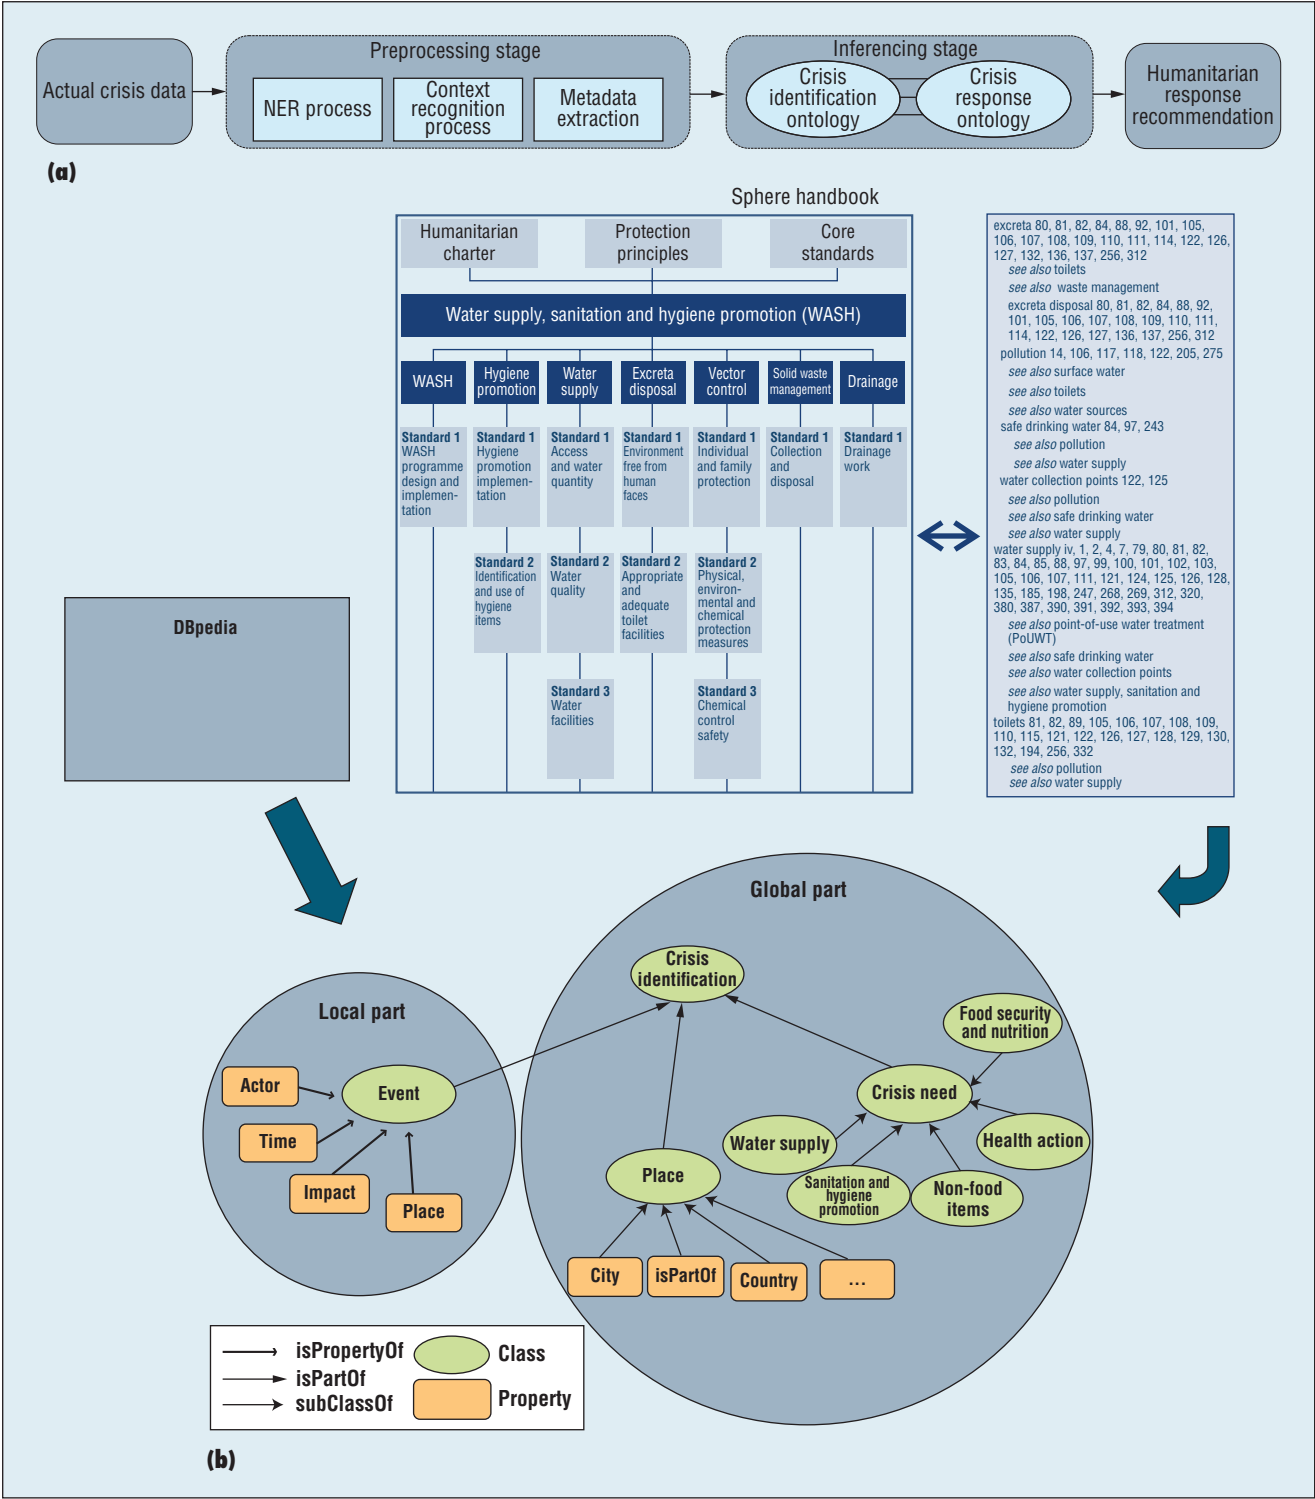 Actual crisis data
Preprocessing stage
NER process
Context
recognition
process
Metadata
extraction
Inferencing stage
Crisis
identification
ontology
Crisis
response
ontology
Humanitarian
response
recommendation
(a)
Sphere handbook
Humanitarian
charter
Protection
principles
Core
standards
Water supply, sanitation and hygiene promotion (WASH)
WASH
Hygiene
promotion
Water
supply
Excreta
disposal
Vector
control
Solid waste
management
Drainage
Standard 1
WASH
programme
design and
implemen-
tation
Standard 1
Hygiene
promotion
implemen-
tation
Standard 1
Access
and water
quantity
Standard 1
Environment
free from
human
faces
Standard 1
Individual
and family
protection
Standard 1
Collection
and
disposal
Standard 1
Drainage
work
Standard 2
Identification
and use of
hygiene
items
Standard 2
Water
quality
Standard 2
Appropriate
and
adequate
toilet
facilities
Standard 2
Physical,
environ-
mental and
chemical
protection
measures
Standard 3
Water
facilities
Standard 3
Chemical
control
safety
excreta 80, 81, 82, 84, 88, 92, 101, 105,
106, 107, 108, 109, 110, 111, 114, 122, 126,
127, 132, 136, 137, 256, 312
see also toilets
see also waste management
excreta disposal 80, 81, 82, 84, 88, 92,
101, 105, 106, 107, 108, 109, 110, 111,
114, 122, 126, 127, 136, 137, 256, 312
pollution 14, 106, 117, 118, 122, 205, 275
see also surface water
see also toilets
see also water sources
safe drinking water 84, 97, 243
see also pollution
see also water supply
water collection points 122, 125
see also pollution
see also safe drinking water
see also water supply
water supply iv, 1, 2, 4, 7, 79, 80, 81, 82,
83, 84, 85, 88, 97, 99, 100, 101, 102, 103,
105, 106, 107, 111, 121, 124, 125, 126, 128,
135, 185, 198, 247, 268, 269, 312, 320,
380, 387, 390, 391, 392, 393, 394
see also point-of-use water treatment
(PoUWT)
see also safe drinking water
see also water collection points
see also water supply, sanitation and
hygiene promotion
toilets 81, 82, 89, 105, 106, 107, 108, 109,
110, 115, 121, 122, 126, 127, 128, 129, 130,
132, 194, 256, 332
see also pollution
see also water supply
DBpedia
Local part
Event
Actor
Time
Impact
Place
Global part
Crisis
identification
Food security
and nutrition
Crisis need
Water supply
Health action
Sanitation and
hygiene
promotion
Non-food
items
Place
City
isPartOf
Country
...
isPropertyOf
isPartOf
subClassOf
Class
Property
(b)